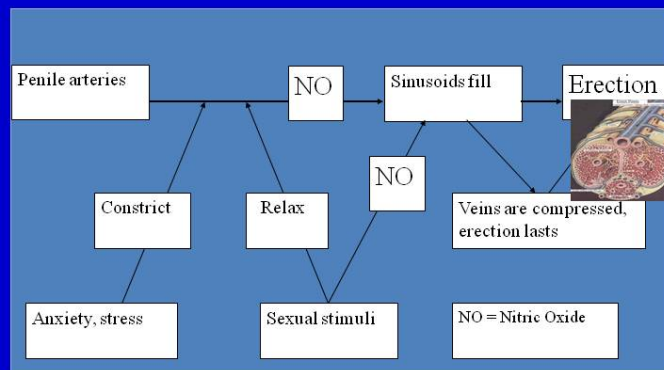 Penile arteries
NO
Sinusoids fill
Erection
NO
Constrict
Relax
Veins are compressed,
erection lasts
Anxiety, stress
Sexual stimuli
NO = Nitric Oxide